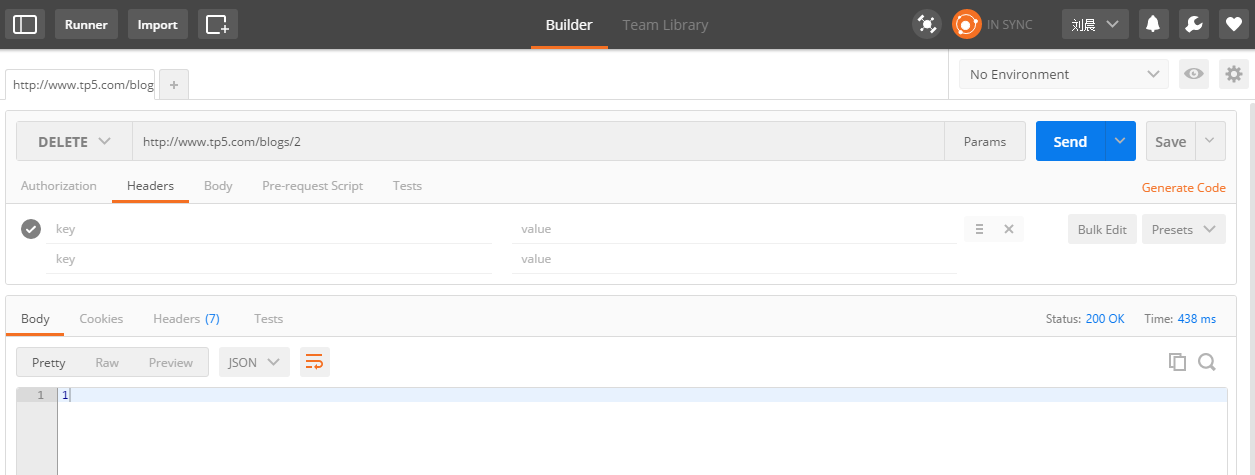 Runner Import Builder Team Library IN SYNC 刘晨
http://www.tp5.com/blog + No Environment
DELETE http://www.tp5.com/blogs/2 Params Send Save
Authorization Headers Body Pre-request Script Tests Generate Code
key value Bulk Edit Presets
key value
Body Cookies Headers (7) Tests Status: 200 OK Time: 438 ms
Pretty Raw Preview JSON
1 1